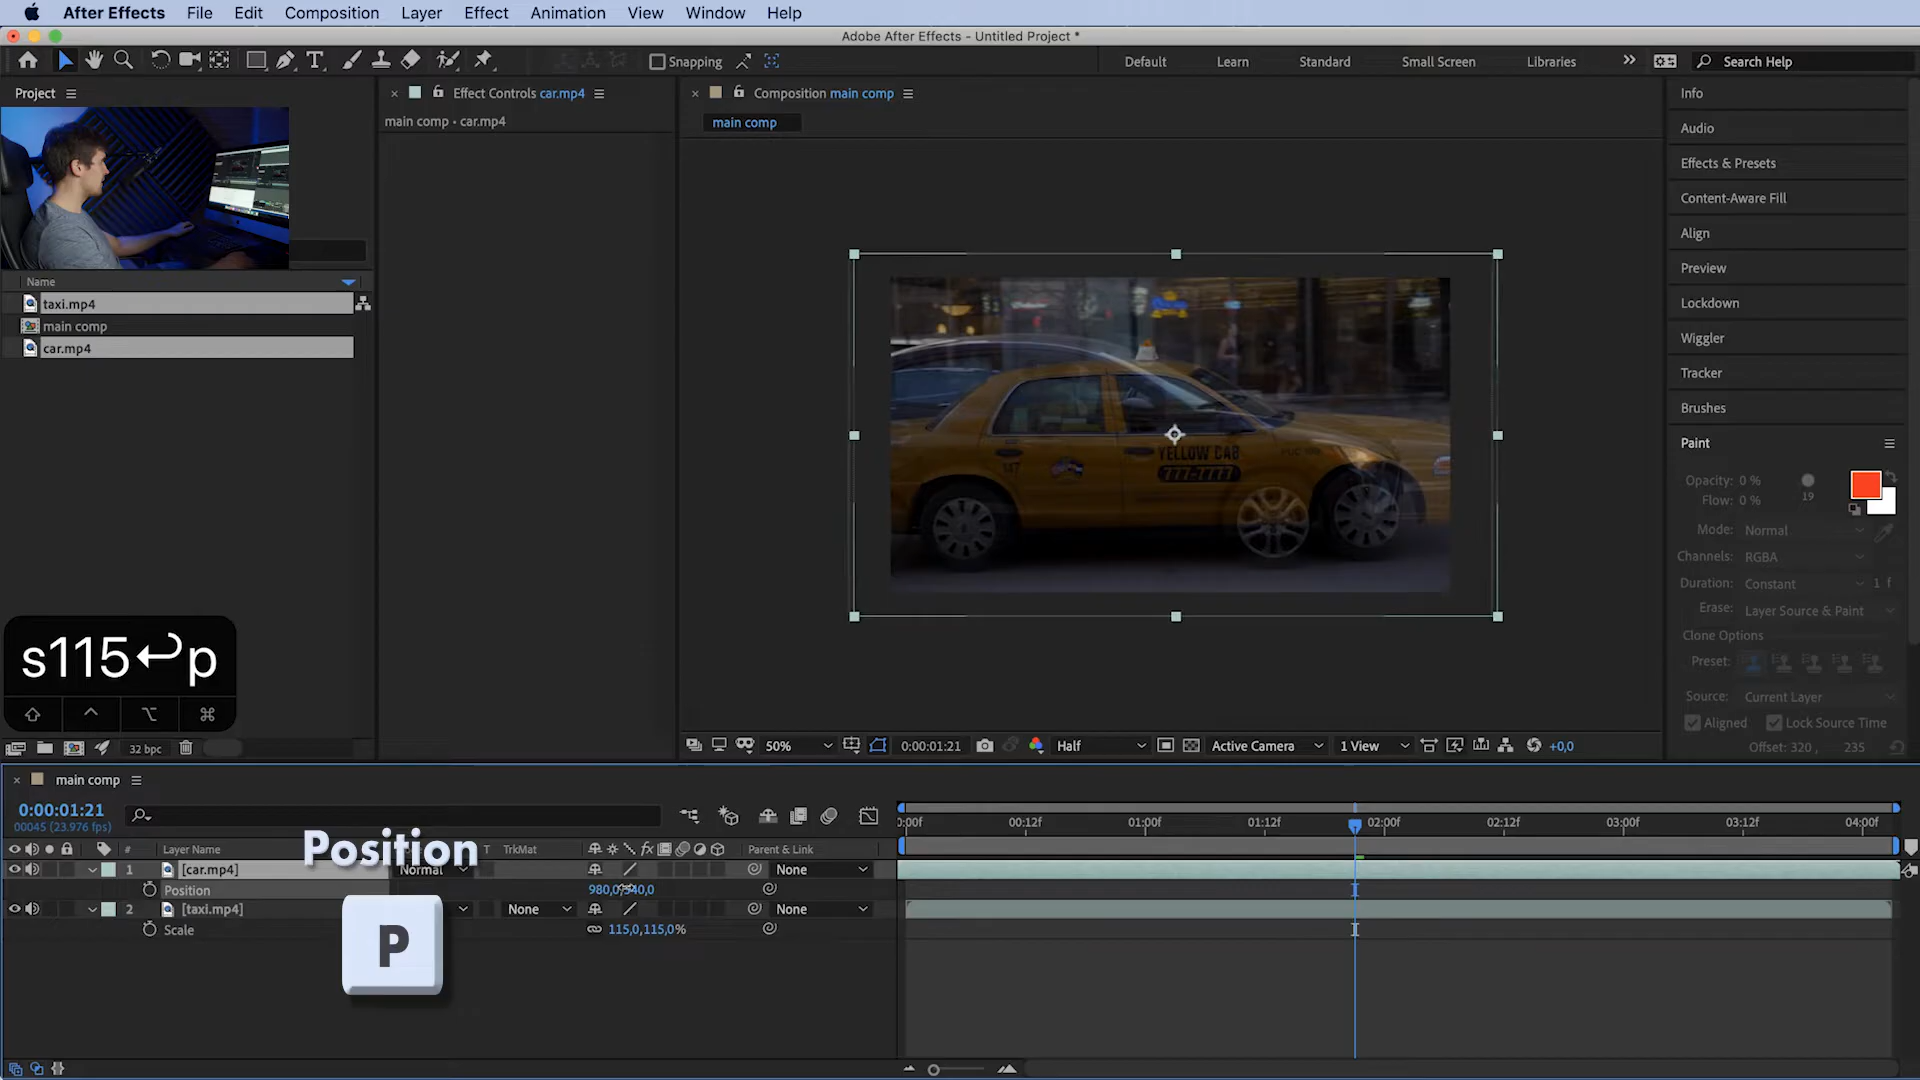 After Effects File Edit Composition Layer Effect Animation View Window Help
Adobe After Effects - Untitled Project *
Snapping Default Learn Standard Small Screen Libraries Search Help
Project
Effect Controls car.mp4
main comp • car.mp4
Composition main comp
main comp
Name
taxi.mp4
main comp
car.mp4
YELLOW CAB
777-7777
147
s115↩p
32 bpc
50%
0:00:01:21
Half
Active Camera
1 View
+0,0
Info
Audio
Effects & Presets
Content-Aware Fill
Align
Preview
Lockdown
Wiggler
Tracker
Brushes
Paint
Opacity: 0 %
Flow: 0 %
19
Mode: Normal
Channels: RGBA
Duration: Constant 1 f
Erase: Layer Source & Paint
Clone Options
Preset:
Source: Current Layer
Aligned Lock Source Time
Offset: 320 , 235
main comp
0:00:01:21
00045 (23.976 fps)
:00f 00:12f 01:00f 01:12f 02:00f 02:12f 03:00f 03:12f 04:00f
# Layer Name T TrkMat Parent & Link
Position
1 [car.mp4] Normal None
Position 980,0,540,0
2 [taxi.mp4] None None
Scale 115,0,115,0%
P